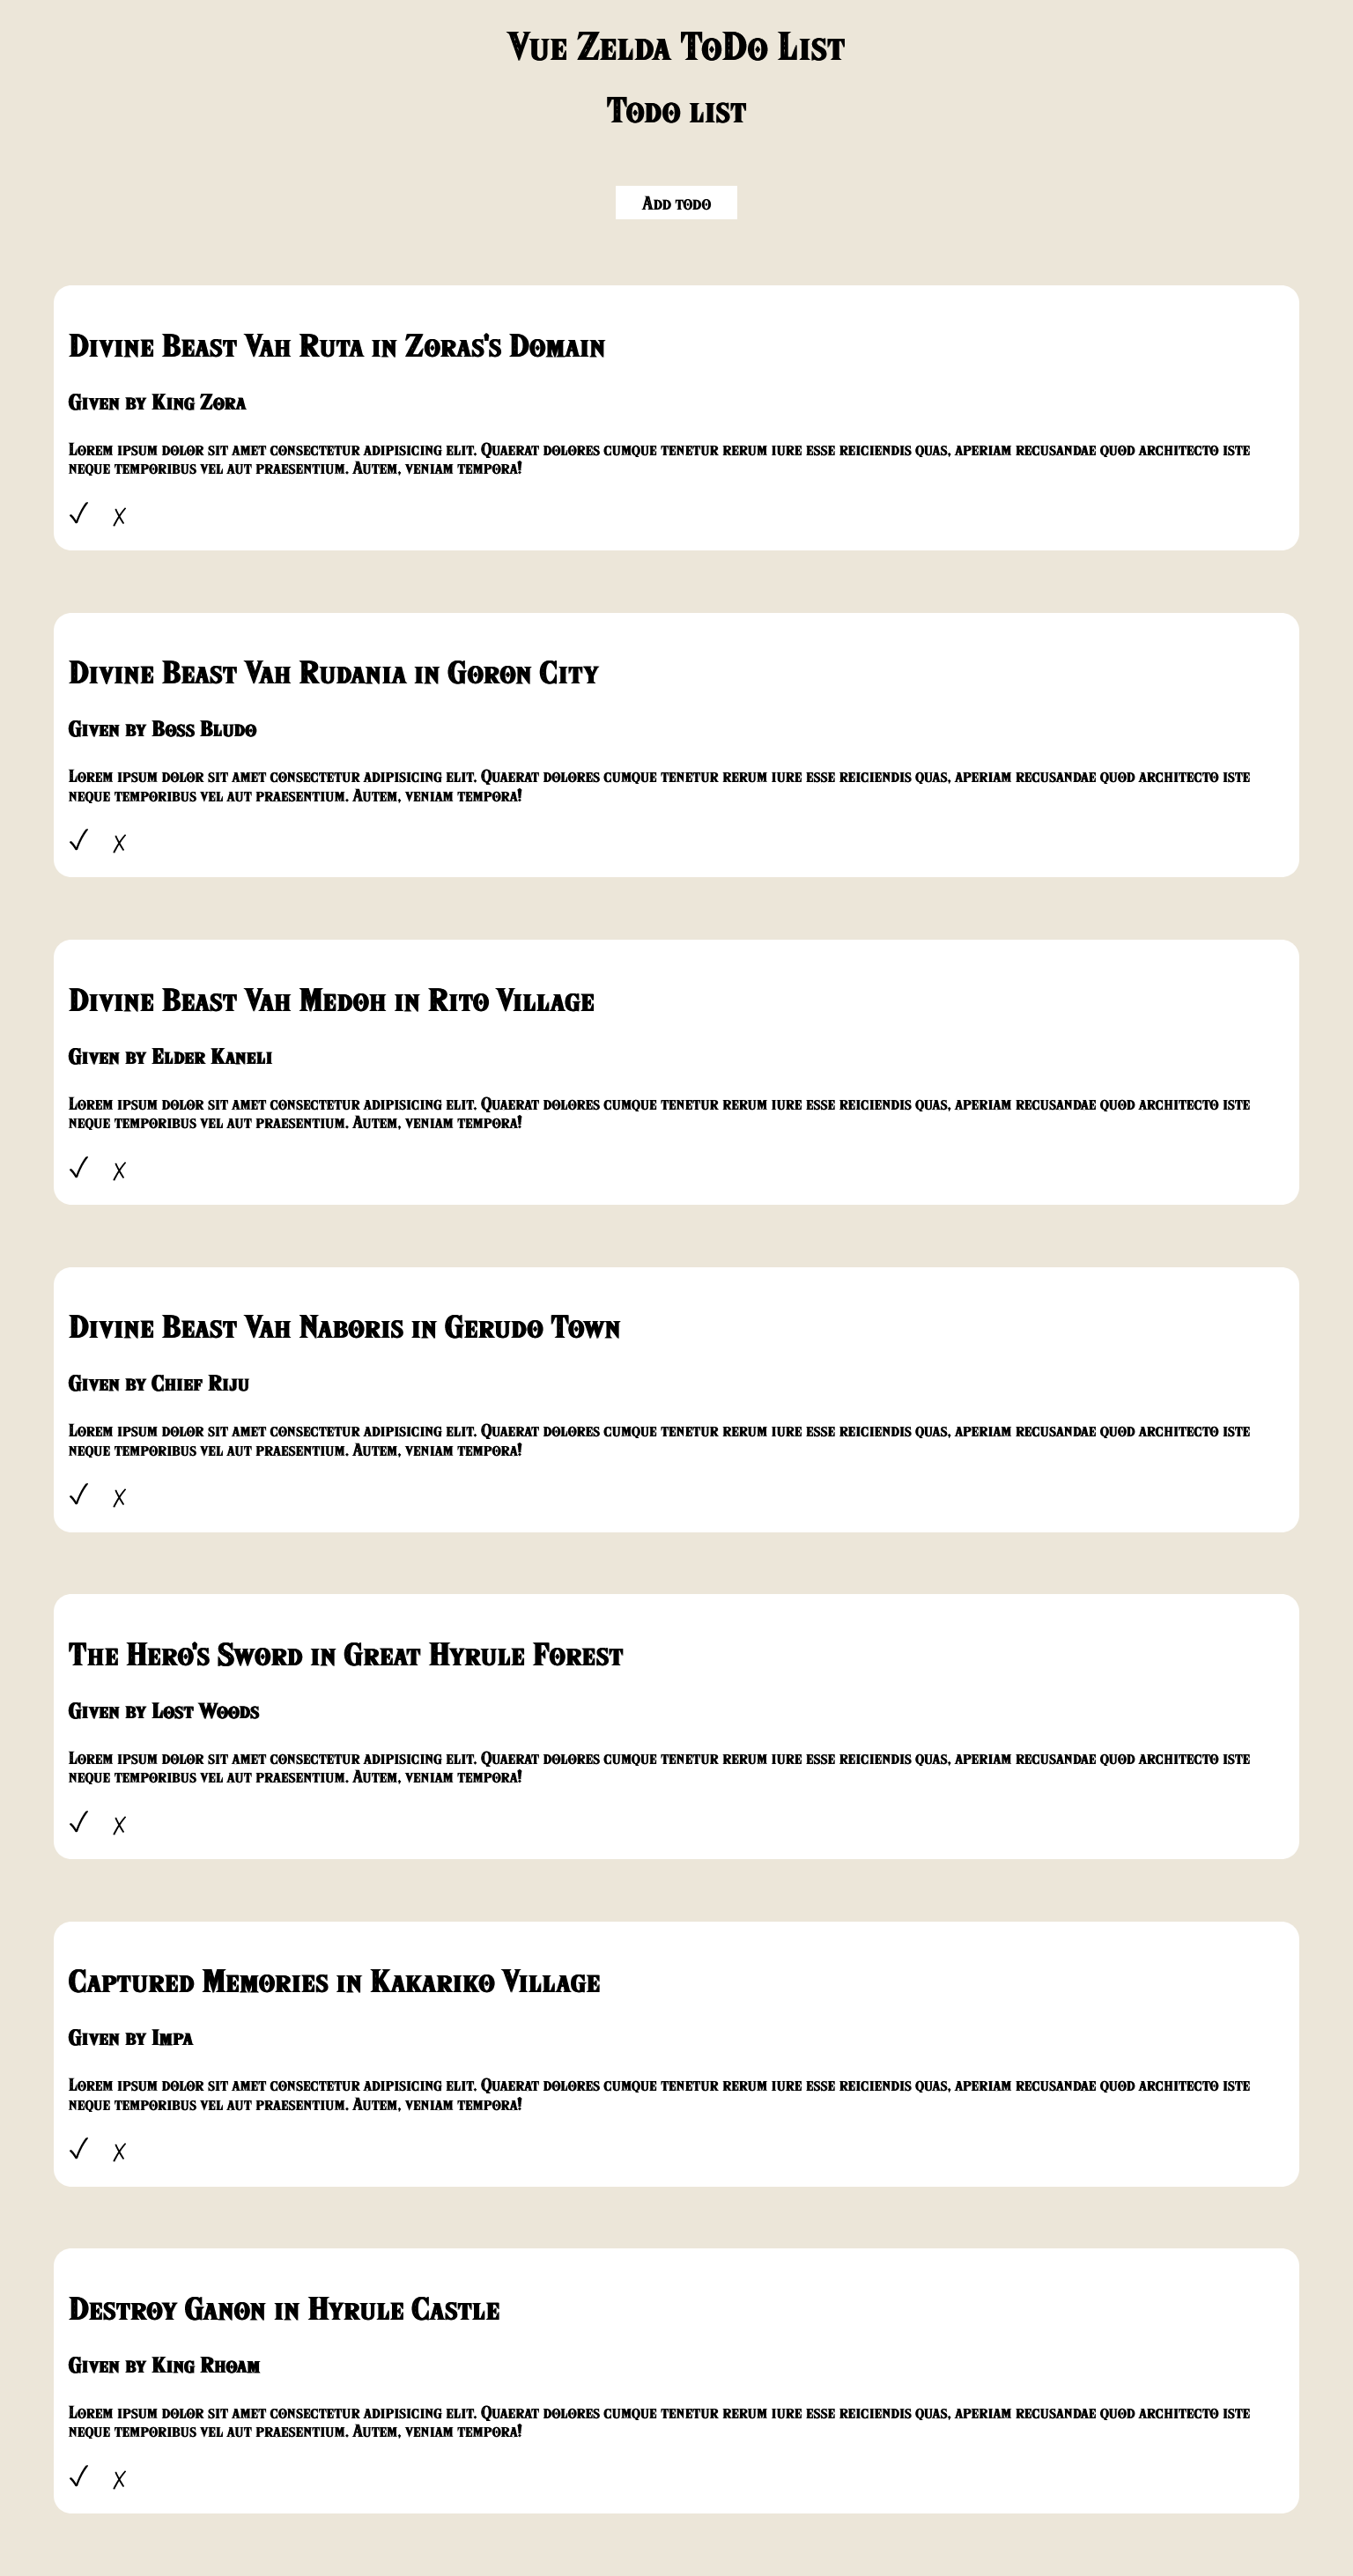 Vue Zelda ToDo List
Todo list
Add todo
Divine Beast Vah Ruta in Zoras's Domain
Given by King Zora
Lorem ipsum dolor sit amet consectetur adipisicing elit. Quaerat dolores cumque tenetur rerum iure esse reiciendis quas, aperiam recusandae quod architecto iste
neque temporibus vel aut praesentium. Autem, veniam tempora!
✓ ✗
Divine Beast Vah Rudania in Goron City
Given by Boss Bludo
Lorem ipsum dolor sit amet consectetur adipisicing elit. Quaerat dolores cumque tenetur rerum iure esse reiciendis quas, aperiam recusandae quod architecto iste
neque temporibus vel aut praesentium. Autem, veniam tempora!
✓ ✗
Divine Beast Vah Medoh in Rito Village
Given by Elder Kaneli
Lorem ipsum dolor sit amet consectetur adipisicing elit. Quaerat dolores cumque tenetur rerum iure esse reiciendis quas, aperiam recusandae quod architecto iste
neque temporibus vel aut praesentium. Autem, veniam tempora!
✓ ✗
Divine Beast Vah Naboris in Gerudo Town
Given by Chief Riju
Lorem ipsum dolor sit amet consectetur adipisicing elit. Quaerat dolores cumque tenetur rerum iure esse reiciendis quas, aperiam recusandae quod architecto iste
neque temporibus vel aut praesentium. Autem, veniam tempora!
✓ ✗
The Hero's Sword in Great Hyrule Forest
Given by Lost Woods
Lorem ipsum dolor sit amet consectetur adipisicing elit. Quaerat dolores cumque tenetur rerum iure esse reiciendis quas, aperiam recusandae quod architecto iste
neque temporibus vel aut praesentium. Autem, veniam tempora!
✓ ✗
Captured Memories in Kakariko Village
Given by Impa
Lorem ipsum dolor sit amet consectetur adipisicing elit. Quaerat dolores cumque tenetur rerum iure esse reiciendis quas, aperiam recusandae quod architecto iste
neque temporibus vel aut praesentium. Autem, veniam tempora!
✓ ✗
Destroy Ganon in Hyrule Castle
Given by King Rhoam
Lorem ipsum dolor sit amet consectetur adipisicing elit. Quaerat dolores cumque tenetur rerum iure esse reiciendis quas, aperiam recusandae quod architecto iste
neque temporibus vel aut praesentium. Autem, veniam tempora!
✓ ✗